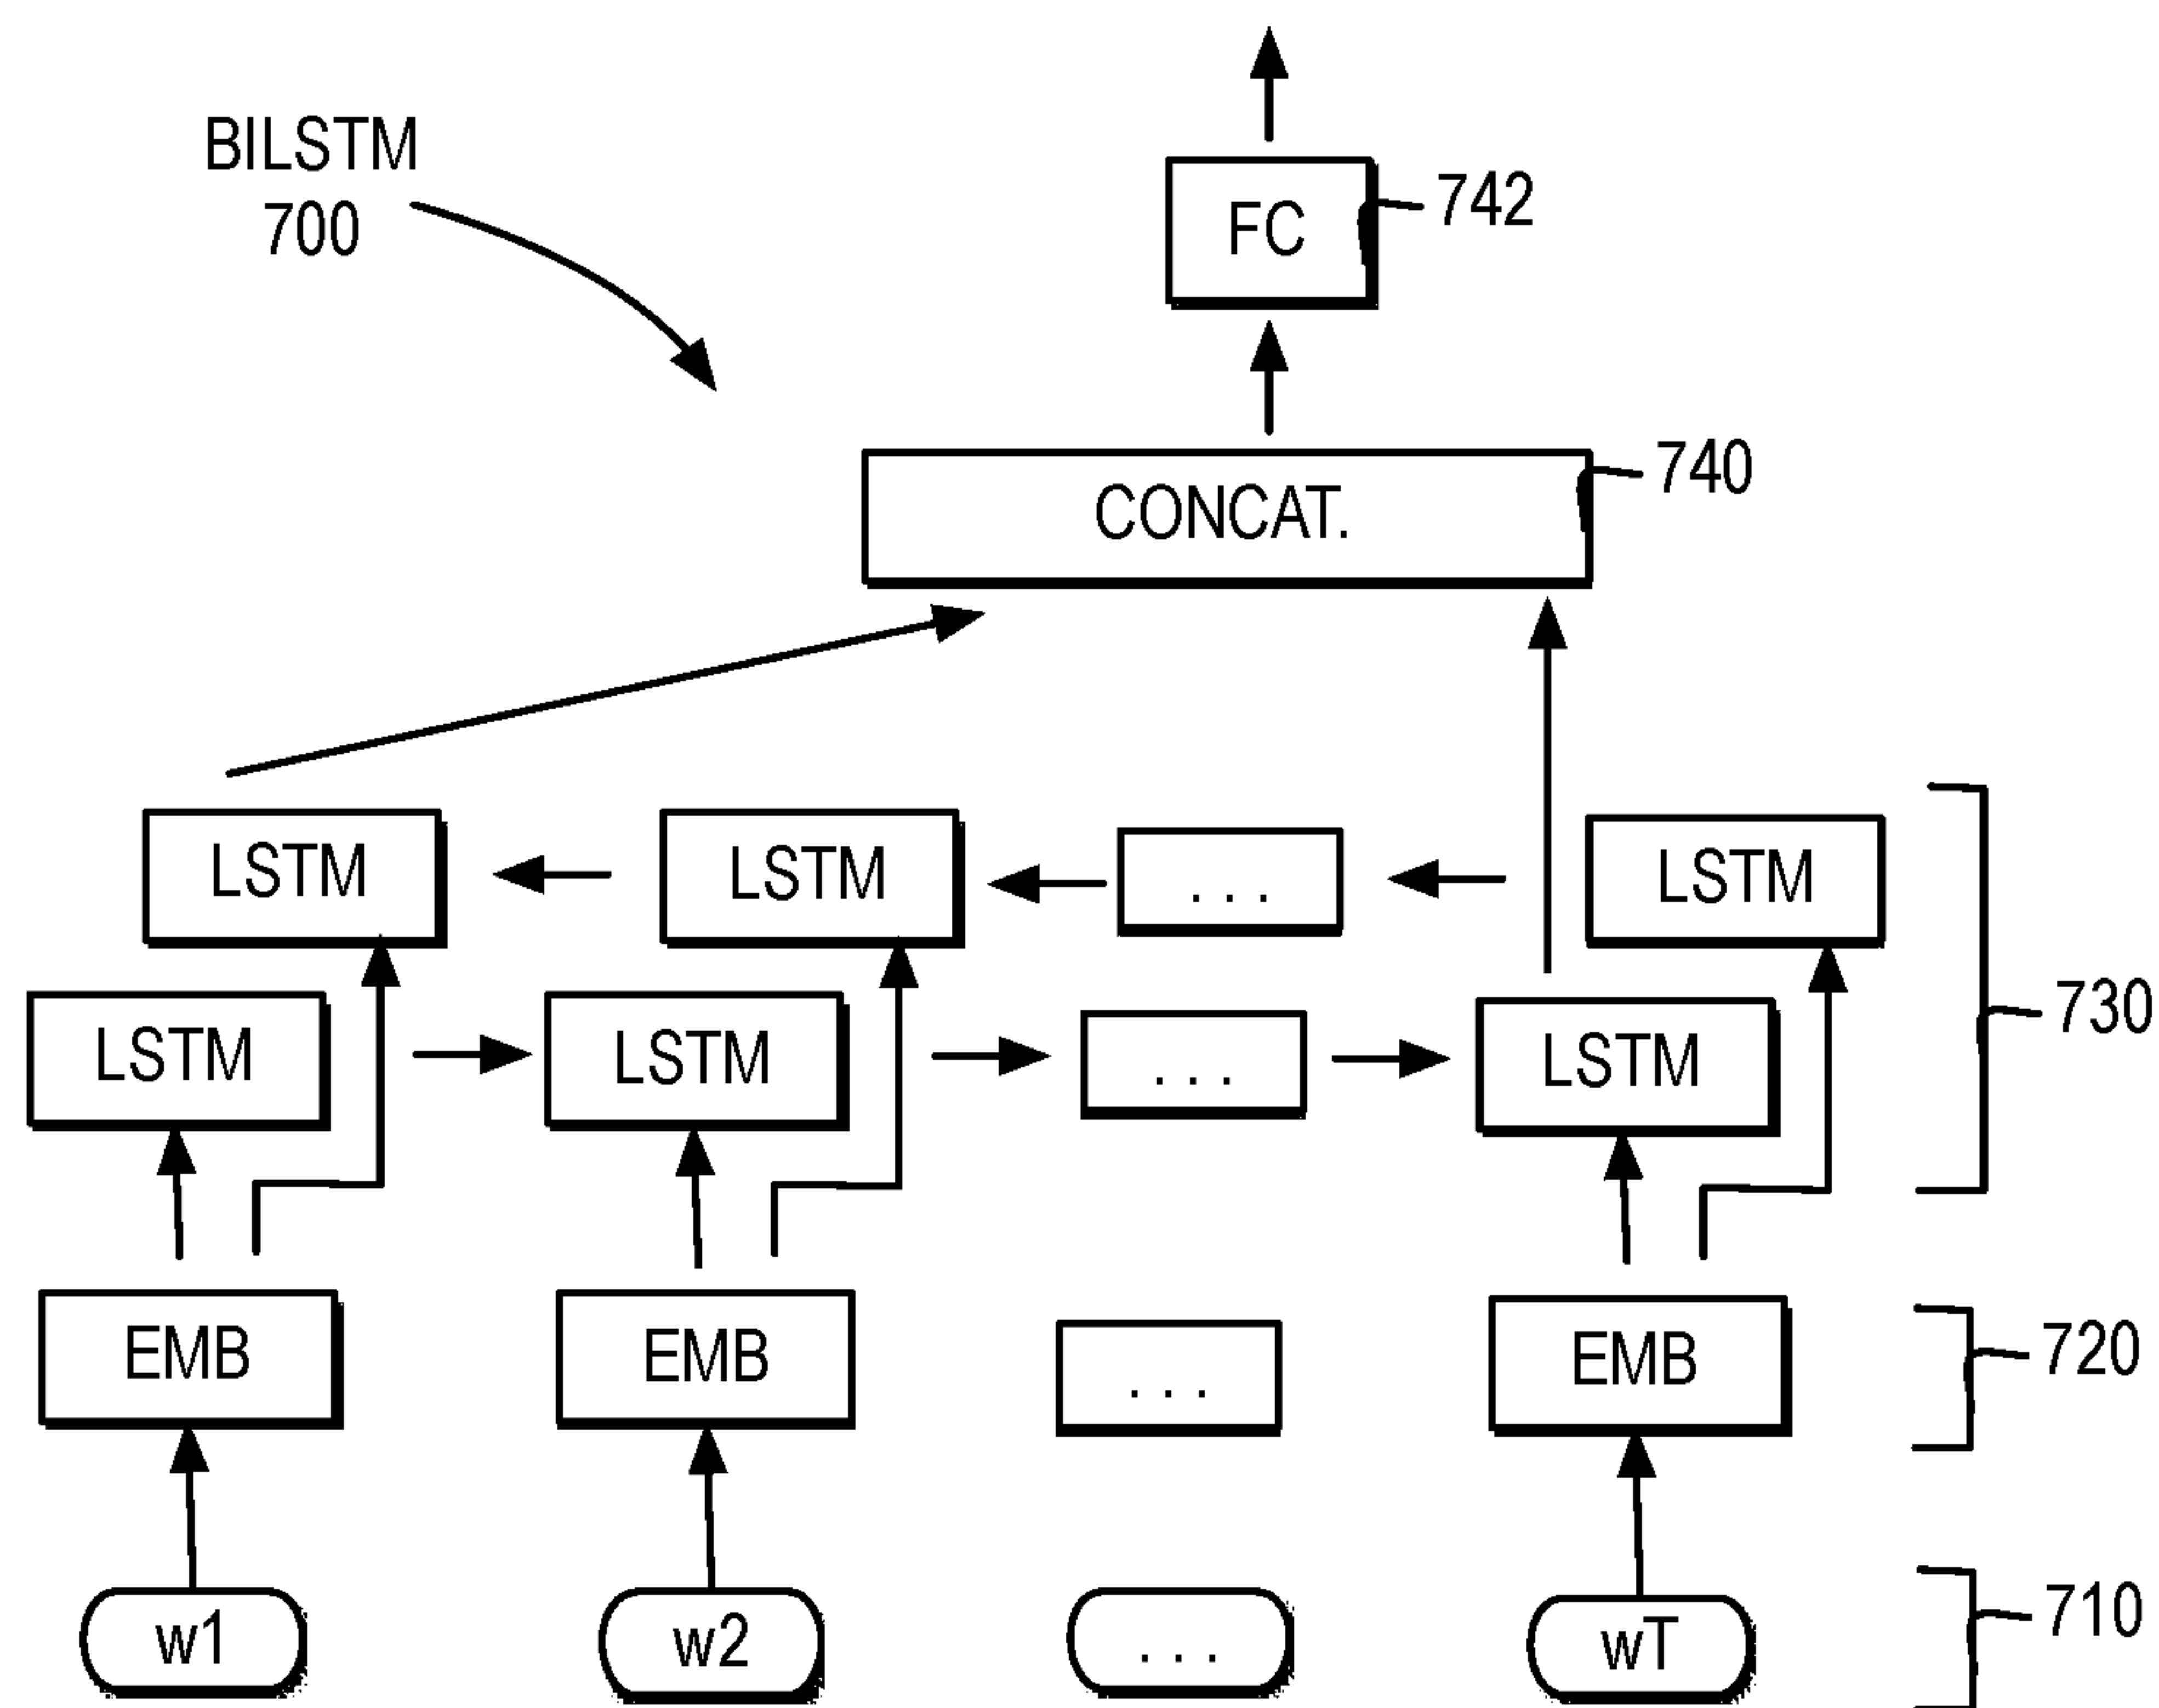 BILSTM
700
FC
742
CONCAT.
740
LSTM LSTM . . . LSTM
LSTM LSTM . . . LSTM
730
EMB EMB . . . EMB
720
w1 w2 . . . wT
710